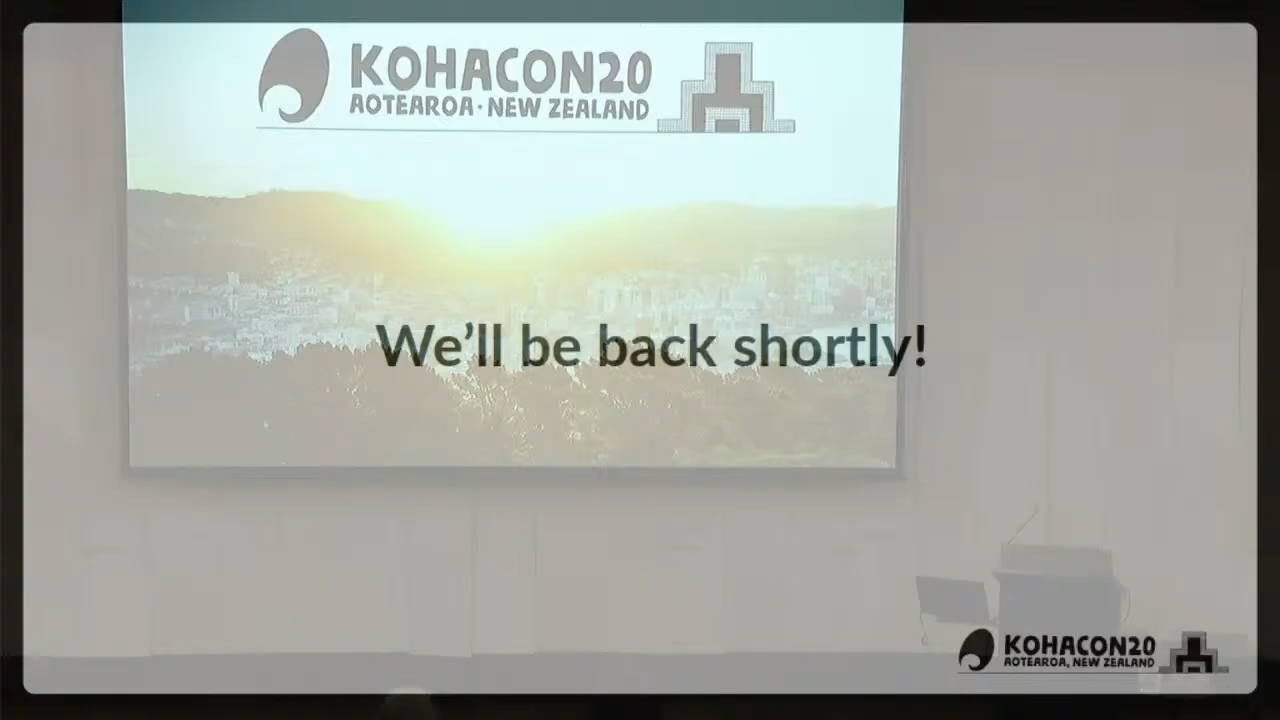 KOHACON20
AOTEAROA · NEW ZEALAND
We’ll be back shortly!
KOHACON20
AOTEAROA, NEW ZEALAND